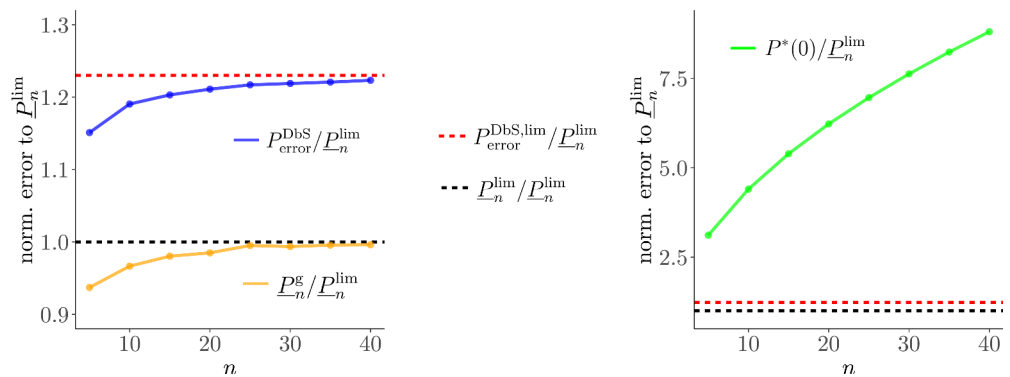 norm. error to P_n^lim
1.3
1.2
1.1
1.0
0.9
P_error^DbS/P_n^lim
P_n^g/P_n^lim
10
20
30
40
n
P_error^DbS,lim/P_n^lim
P_n^lim/P_n^lim
norm. error to P_n^lim
7.5
5.0
2.5
P*(0)/P_n^lim
10
20
30
40
n